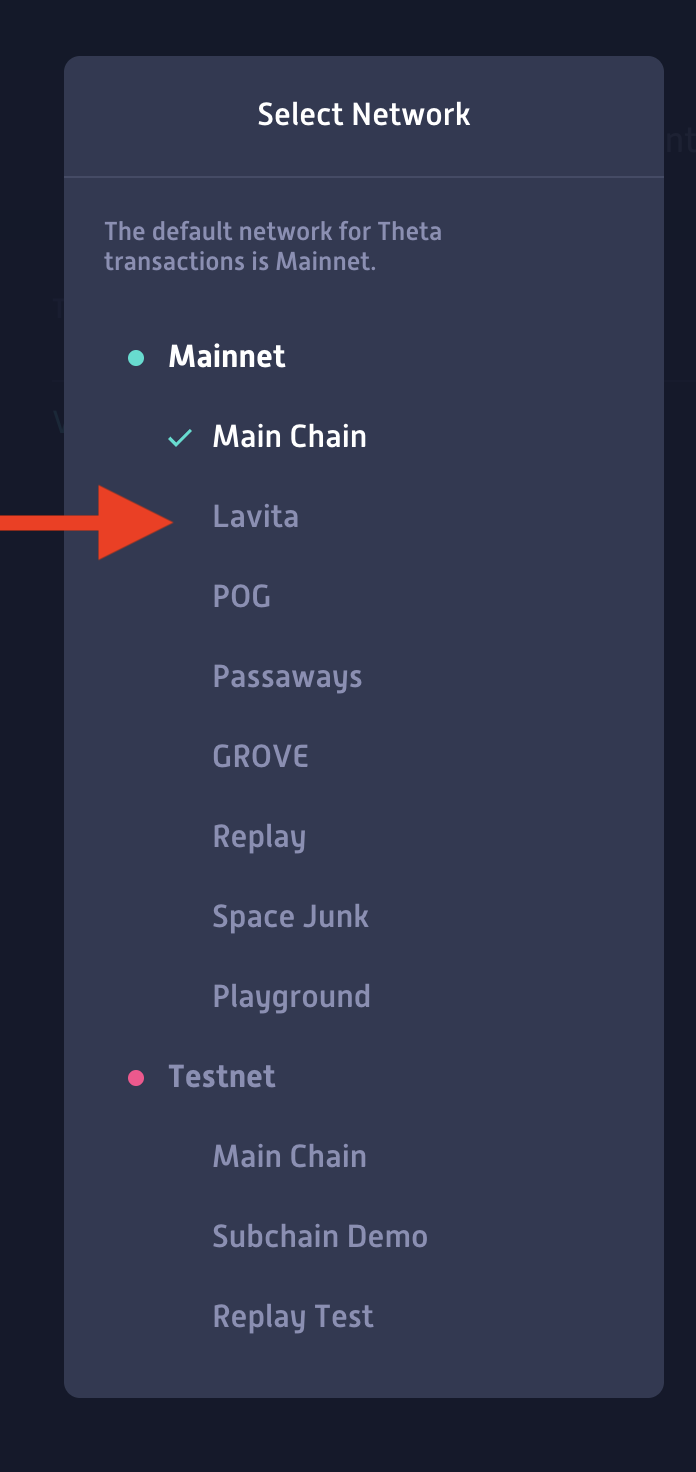 Select Network
The default network for Theta
transactions is Mainnet.
Mainnet
Main Chain
Lavita
POG
Passaways
GROVE
Replay
Space Junk
Playground
Testnet
Main Chain
Subchain Demo
Replay Test